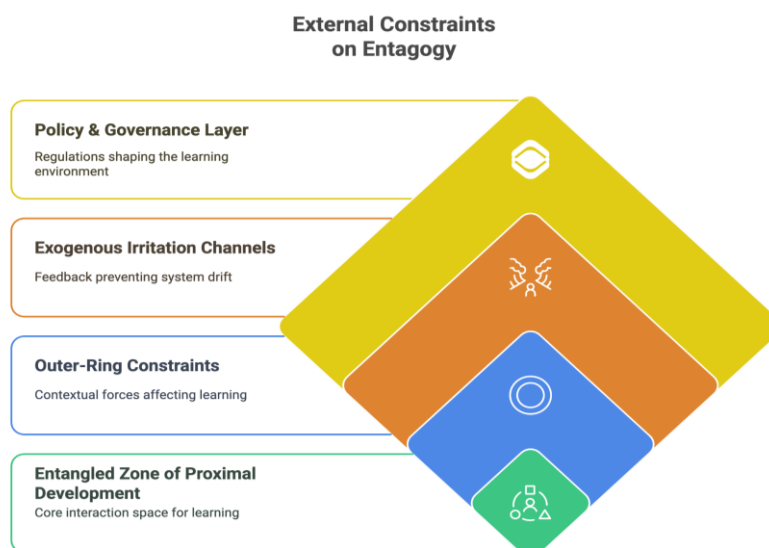 External Constraints
on Entagogy
Policy & Governance Layer
Regulations shaping the learning
environment
Exogenous Irritation Channels
Feedback preventing system drift
Outer-Ring Constraints
Contextual forces affecting learning
Entangled Zone of Proximal
Development
Core interaction space for learning